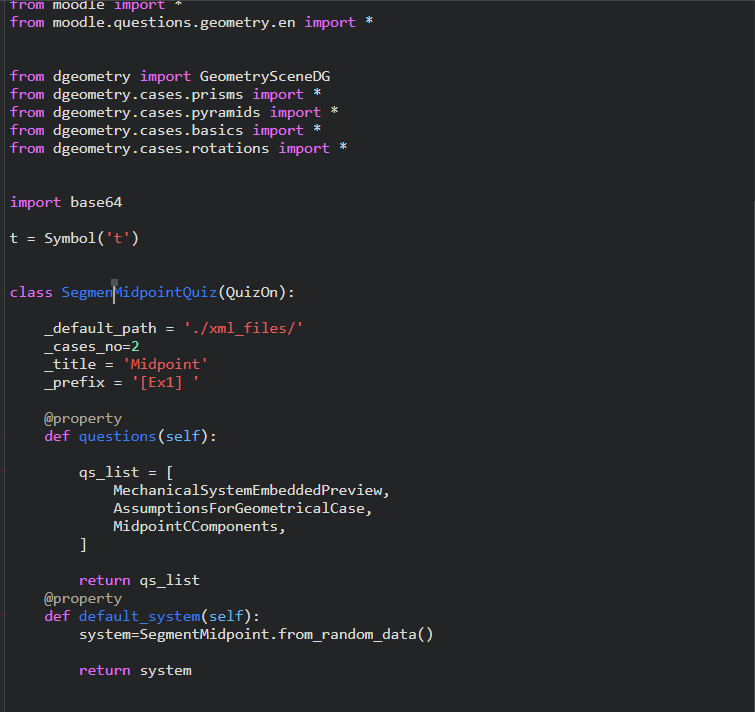 from moodle import *
from moodle.questions.geometry.en import *
from dgeometry import GeometrySceneDG
from dgeometry.cases.prisms import *
from dgeometry.cases.pyramids import *
from dgeometry.cases.basics import *
from dgeometry.cases.rotations import *
import base64
t = Symbol('t')
class SegmenMidpointQuiz(QuizOn):
    _default_path = './xml_files/'
    _cases_no=2
    _title = 'Midpoint'
    _prefix = '[Ex1] '
    @property
    def questions(self):
        qs_list = [
            MechanicalSystemEmbeddedPreview,
            AssumptionsForGeometricalCase,
            MidpointCComponents,
        ]
        return qs_list
    @property
    def default_system(self):
        system=SegmentMidpoint.from_random_data()
        return system